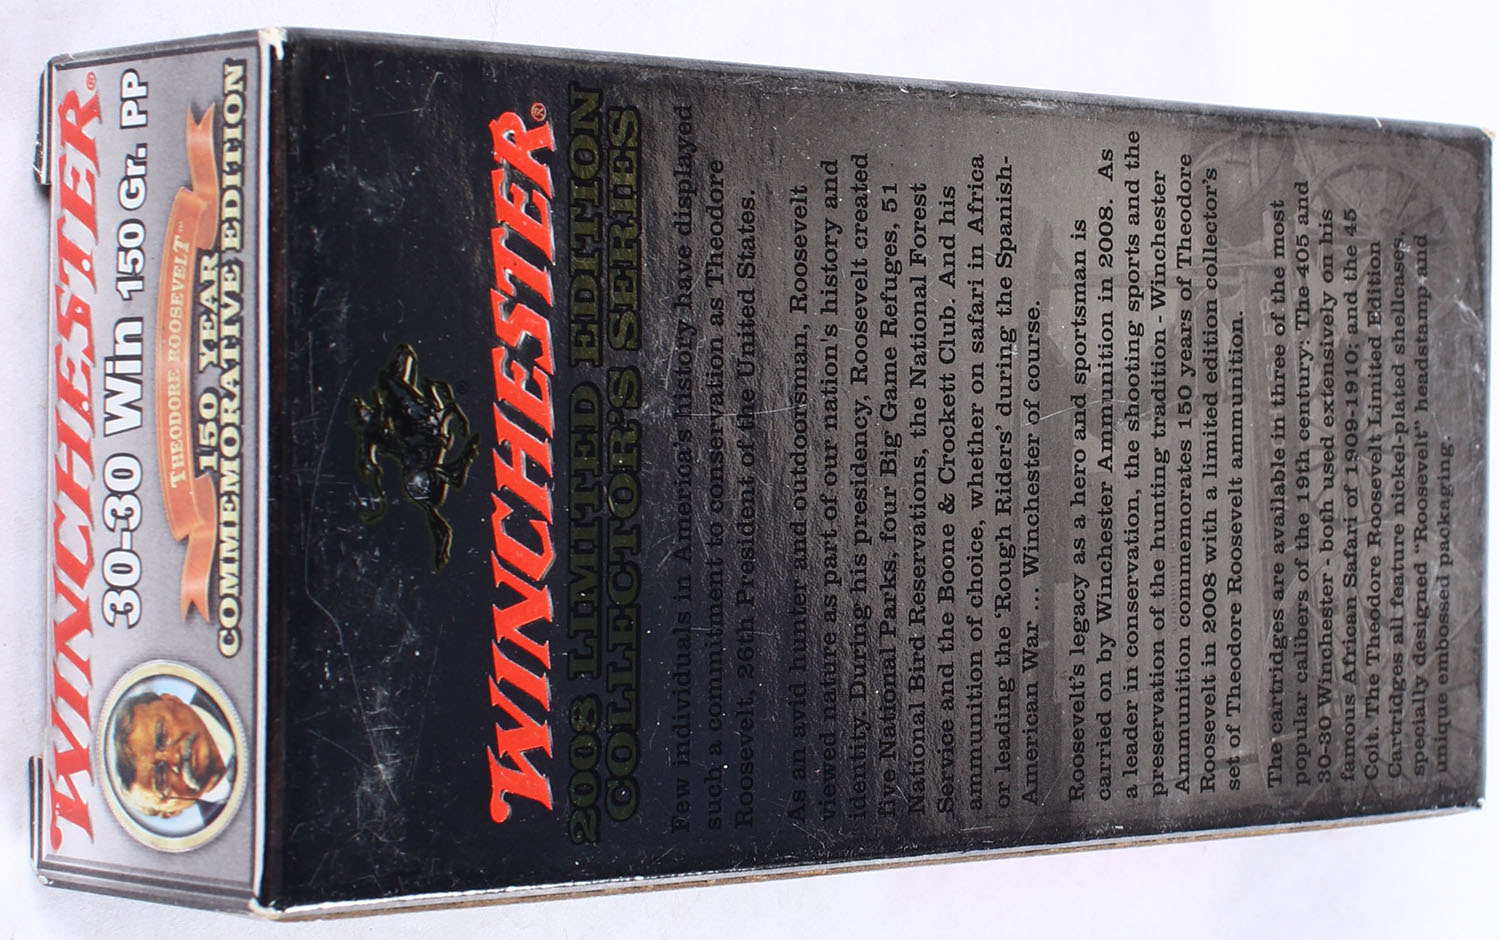 WINCHESTER®
30-30 Win 150 Gr. PP
THEODORE ROOSEVELT™
150 YEAR
COMMEMORATIVE EDITION
WINCHESTER®
2008 LIMITED EDITION
COLLECTOR'S SERIES
Few individuals in America's history have displayed
such a commitment to conservation as Theodore
Roosevelt, 26th President of the United States.
As an avid hunter and outdoorsman, Roosevelt
viewed nature as part of our nation's history and
identity. During his presidency, Roosevelt created
five National Parks, four Big Game Refuges, 51
National Bird Reservations, the National Forest
Service and the Boone & Crockett Club. And his
ammunition of choice, whether on safari in Africa
or leading the 'Rough Riders' during the Spanish-
American War ... Winchester of course.
Roosevelt's legacy as a hero and sportsman is
carried on by Winchester Ammunition in 2008. As
a leader in conservation, the shooting sports and the
preservation of the hunting tradition - Winchester
Ammunition commemorates 150 years of Theodore
Roosevelt in 2008 with a limited edition collector's
set of Theodore Roosevelt ammunition.
The cartridges are available in three of the most
popular calibers of the 19th century: The 405 and
30-30 Winchester - both used extensively on his
famous African Safari of 1909-1910; and the 45
Colt. The Theodore Roosevelt Limited Edition
Cartridges all feature nickel-plated shellcases,
specially designed "Roosevelt" headstamp and
unique embossed packaging.